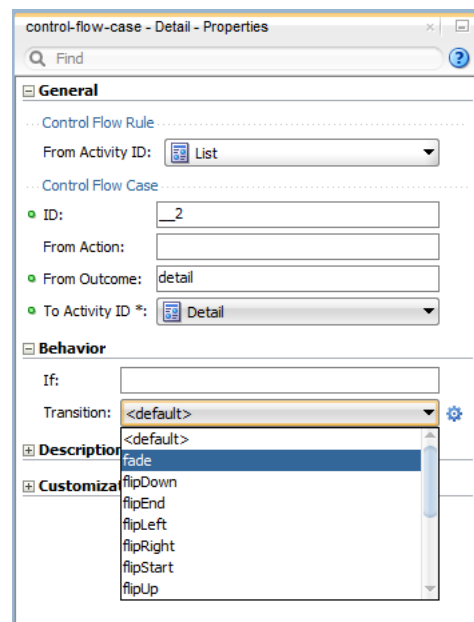 control-flow-case - Detail - Properties
Find
General
Control Flow Rule
From Activity ID: List
Control Flow Case
ID: __2
From Action:
From Outcome: detail
To Activity ID *: Detail
Behavior
If:
Transition: <default>
<default>
Description
fade
flipDown
flipEnd
Customizat
flipLeft
flipRight
flipStart
flipUp